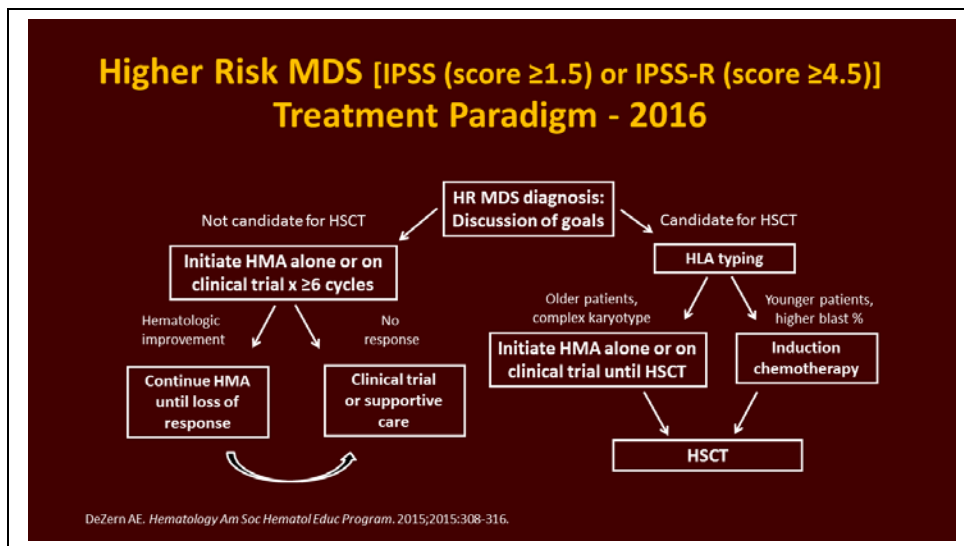 Higher Risk MDS [IPSS (score ≥1.5) or IPSS-R (score ≥4.5)]
Treatment Paradigm - 2016
HR MDS diagnosis:
Discussion of goals
Not candidate for HSCT
Initiate HMA alone or on
clinical trial x ≥6 cycles
Hematologic
improvement
No
response
Continue HMA
until loss of
response
Clinical trial
or supportive
care
Candidate for HSCT
HLA typing
Older patients,
complex karyotype
Younger patients,
higher blast %
Initiate HMA alone or on
clinical trial until HSCT
Induction
chemotherapy
HSCT
DeZern AE. Hematology Am Soc Hematol Educ Program. 2015;2015:308-316.